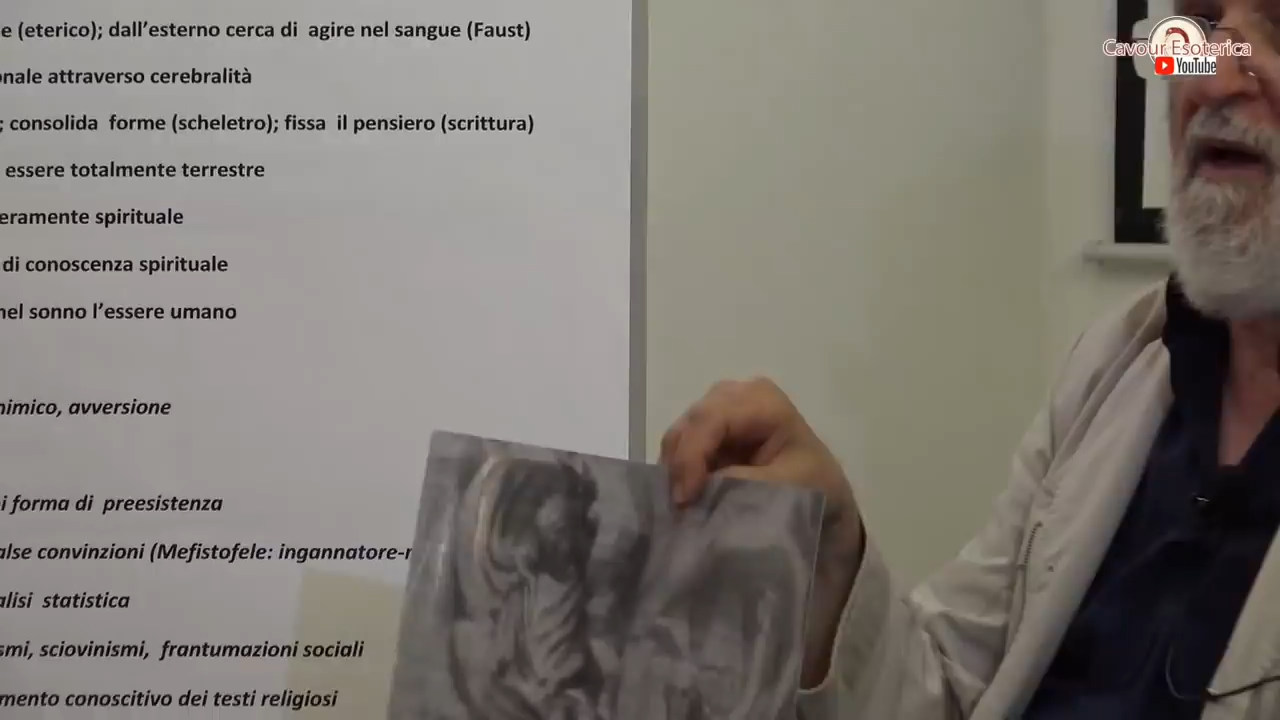 Cavour Esoterica
YouTube
e (eterico); dall'esterno cerca di agire nel sangue (Faust)
onale attraverso cerebralità
; consolida forme (scheletro); fissa il pensiero (scrittura)
essere totalmente terrestre
eramente spirituale
di conoscenza spirituale
nel sonno l'essere umano
nimico, avversione
i forma di preesistenza
alse convinzioni (Mefistofele: ingannatore-
alisi statistica
smi, sciovinismi, frantumazioni sociali
mento conoscitivo dei testi religiosi